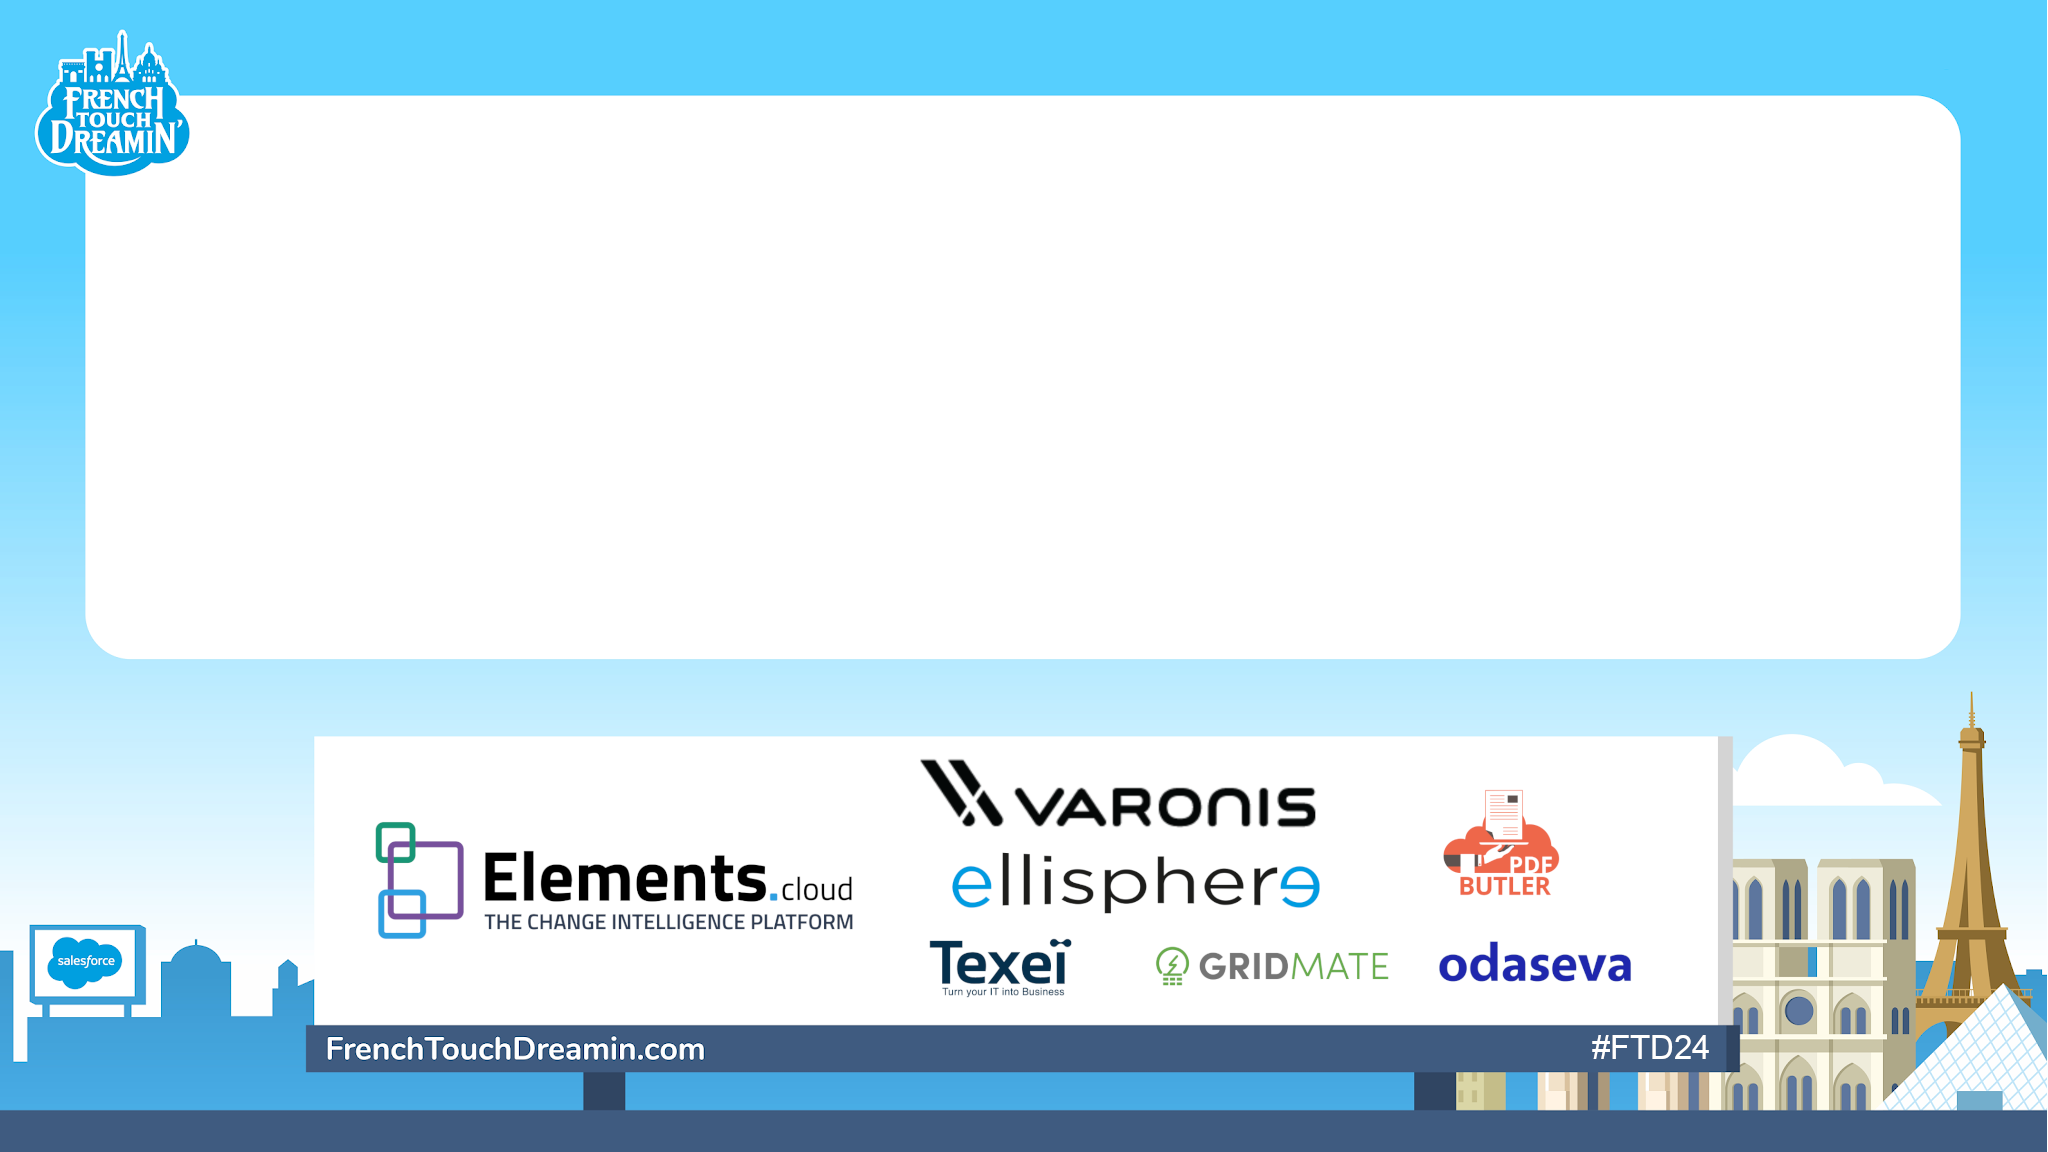 FRENCH
TOUCH
DREAMIN'
VARONIS
Elements.cloud
THE CHANGE INTELLIGENCE PLATFORM
ellisphere
PDF
BUTLER
Texeï
Turn your IT into Business
GRIDMATE
odaseva
salesforce
FrenchTouchDreamin.com
#FTD24